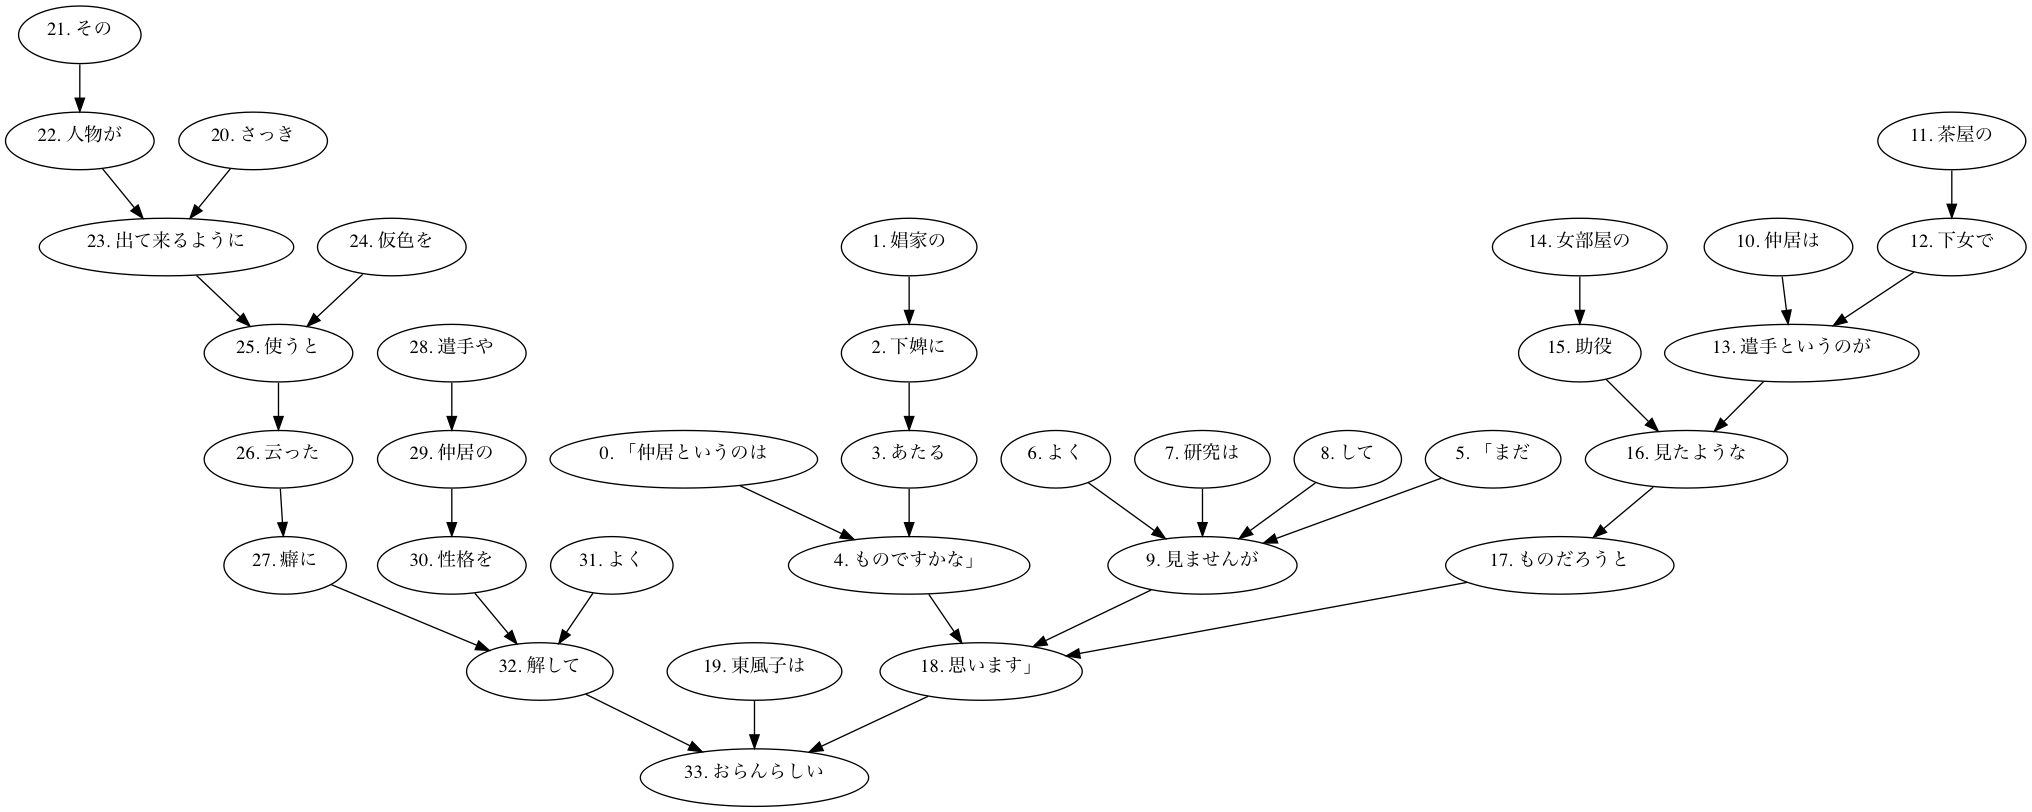 21. その
22. 人物が
20. さっき
11. 茶屋の
23. 出て来るように
24. 仮色を
1. 娼家の
14. 女部屋の
10. 仲居は
12. 下女で
25. 使うと
28. 遣手や
2. 下婢に
15. 助役
13. 遣手というのが
26. 云った
29. 仲居の
0. 「仲居というのは
3. あたる
6. よく
7. 研究は
8. して
5. 「まだ
16. 見たような
27. 癖に
30. 性格を
31. よく
4. ものですかな」
9. 見ませんが
17. ものだろうと
32. 解して
19. 東風子は
18. 思います」
33. おらんらしい